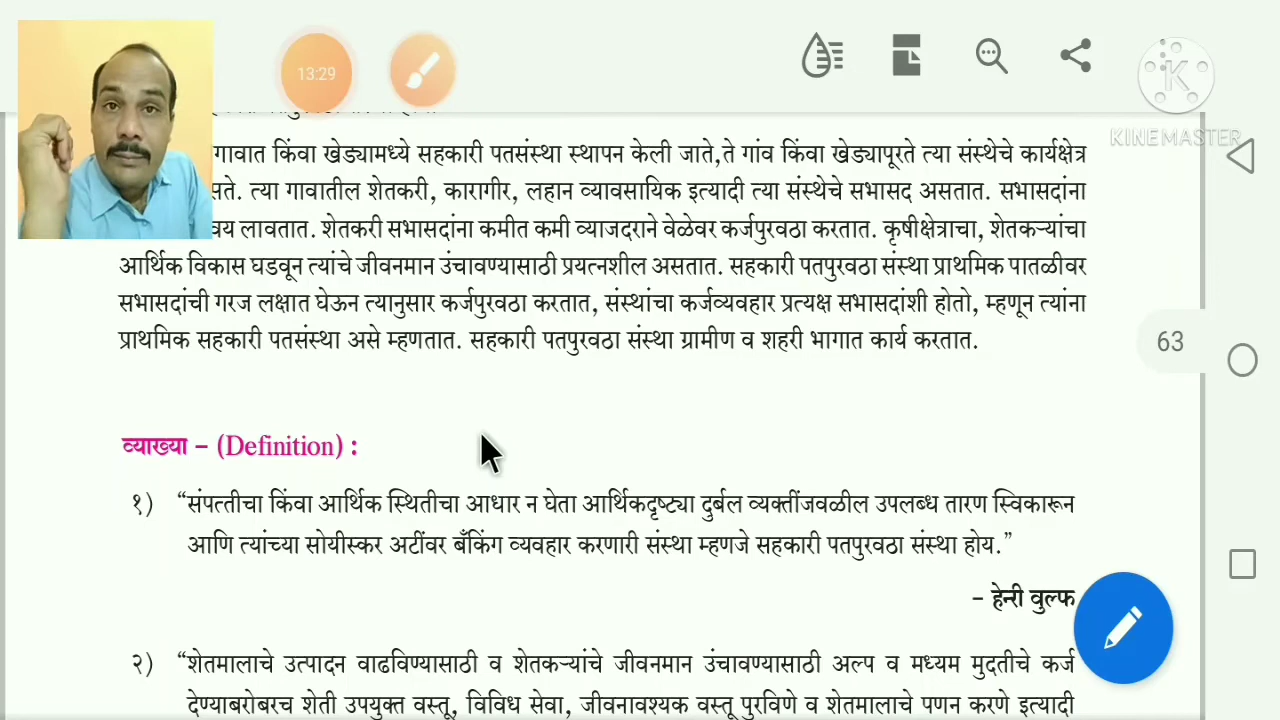 13:29
KINEMASTER
गावात किंवा खेड्यामध्ये सहकारी पतसंस्था स्थापन केली जाते,ते गांव किंवा खेड्यापूरते त्या संस्थेचे कार्यक्षेत्र
सते. त्या गावातील शेतकरी, कारागीर, लहान व्यावसायिक इत्यादी त्या संस्थेचे सभासद असतात. सभासदांना
वय लावतात. शेतकरी सभासदांना कमीत कमी व्याजदराने वेळेवर कर्जपुरवठा करतात. कृषीक्षेत्राचा, शेतकऱ्यांचा
आर्थिक विकास घडवून त्यांचे जीवनमान उंचावण्यासाठी प्रयत्नशील असतात. सहकारी पतपुरवठा संस्था प्राथमिक पातळीवर
सभासदांची गरज लक्षात घेऊन त्यानुसार कर्जपुरवठा करतात, संस्थांचा कर्जव्यवहार प्रत्यक्ष सभासदांशी होतो, म्हणून त्यांना
प्राथमिक सहकारी पतसंस्था असे म्हणतात. सहकारी पतपुरवठा संस्था ग्रामीण व शहरी भागात कार्य करतात.
63
व्याख्या – (Definition) :
१) “संपत्तीचा किंवा आर्थिक स्थितीचा आधार न घेता आर्थिकदृष्ट्या दुर्बल व्यक्तींजवळील उपलब्ध तारण स्विकारून
आणि त्यांच्या सोयीस्कर अटींवर बँकिंग व्यवहार करणारी संस्था म्हणजे सहकारी पतपुरवठा संस्था होय.”
– हेन्री वुल्फ
२) “शेतमालाचे उत्पादन वाढविण्यासाठी व शेतकऱ्यांचे जीवनमान उंचावण्यासाठी अल्प व मध्यम मुदतीचे कर्ज
देण्याबरोबरच शेती उपयुक्त वस्तू, विविध सेवा, जीवनावश्यक वस्तू पुरविणे व शेतमालाचे पणन करणे इत्यादी